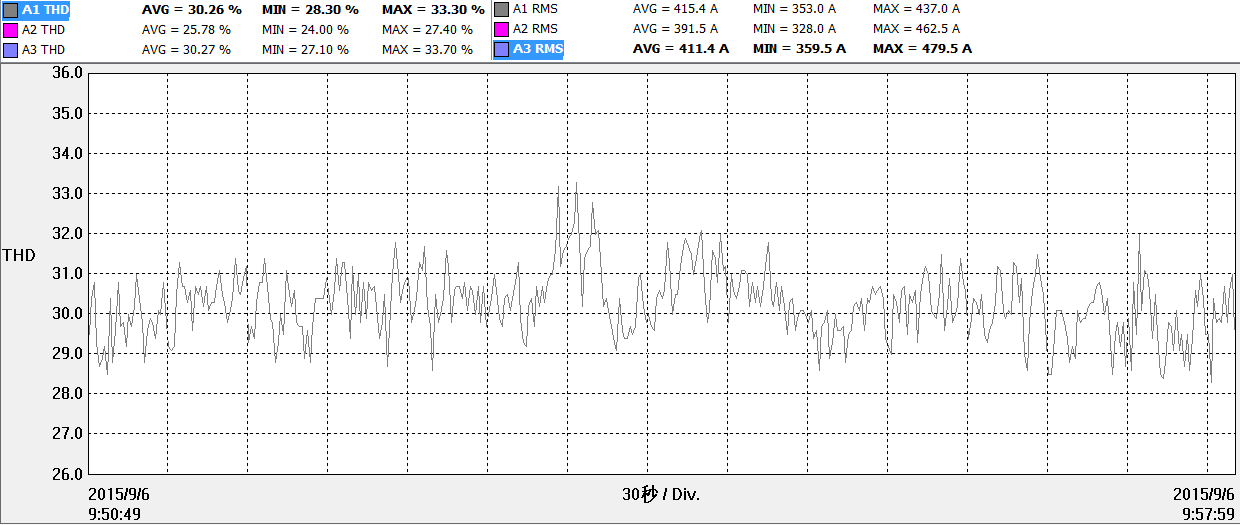 A1 THD AVG = 30.26 % MIN = 28.30 % MAX = 33.30 % A1 RMS AVG = 415.4 A MIN = 353.0 A MAX = 437.0 A
A2 THD AVG = 25.78 % MIN = 24.00 % MAX = 27.40 % A2 RMS AVG = 391.5 A MIN = 328.0 A MAX = 462.5 A
A3 THD AVG = 30.27 % MIN = 27.10 % MAX = 33.70 % A3 RMS AVG = 411.4 A MIN = 359.5 A MAX = 479.5 A
36.0
35.0
34.0
33.0
32.0
THD
31.0
30.0
29.0
28.0
27.0
26.0
2015/9/6 30秒 / Div. 2015/9/6
9:50:49 9:57:59